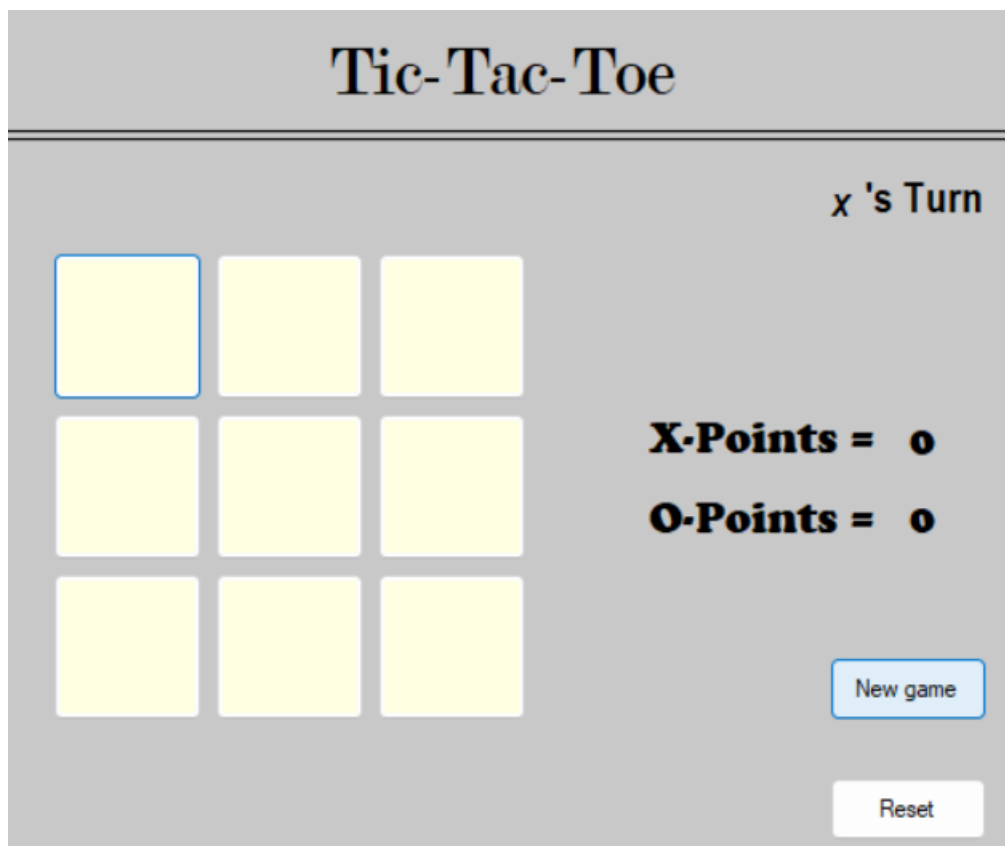 Tic-Tac-Toe
x 's Turn
X-Points = 0
O-Points = 0
New game
Reset